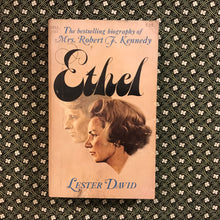 The bestselling biography of
Mrs. Robert F. Kennedy
Ethel
LESTER DAVID